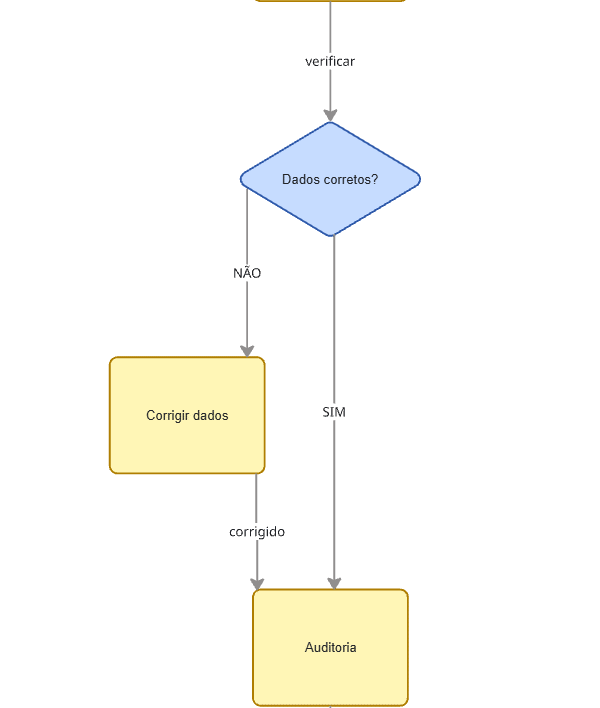 verificar
Dados corretos?
NÃO
SIM
Corrigir dados
corrigido
Auditoria